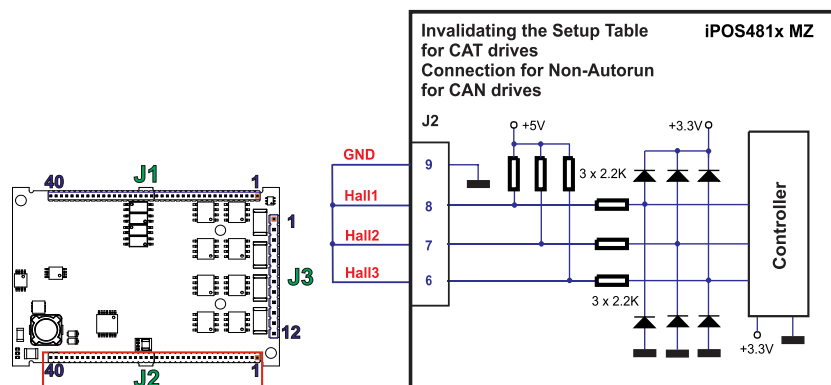 Invalidating the Setup Table
for CAT drives
Connection for Non-Autorun
for CAN drives
iPOS481x MZ
J2
+5V
+3.3V
GND
9
3 x 2.2K
Hall1
8
Hall2
7
Hall3
6
3 x 2.2K
+3.3V
Controller
J1
40
1
1
J3
12
40
1
J2